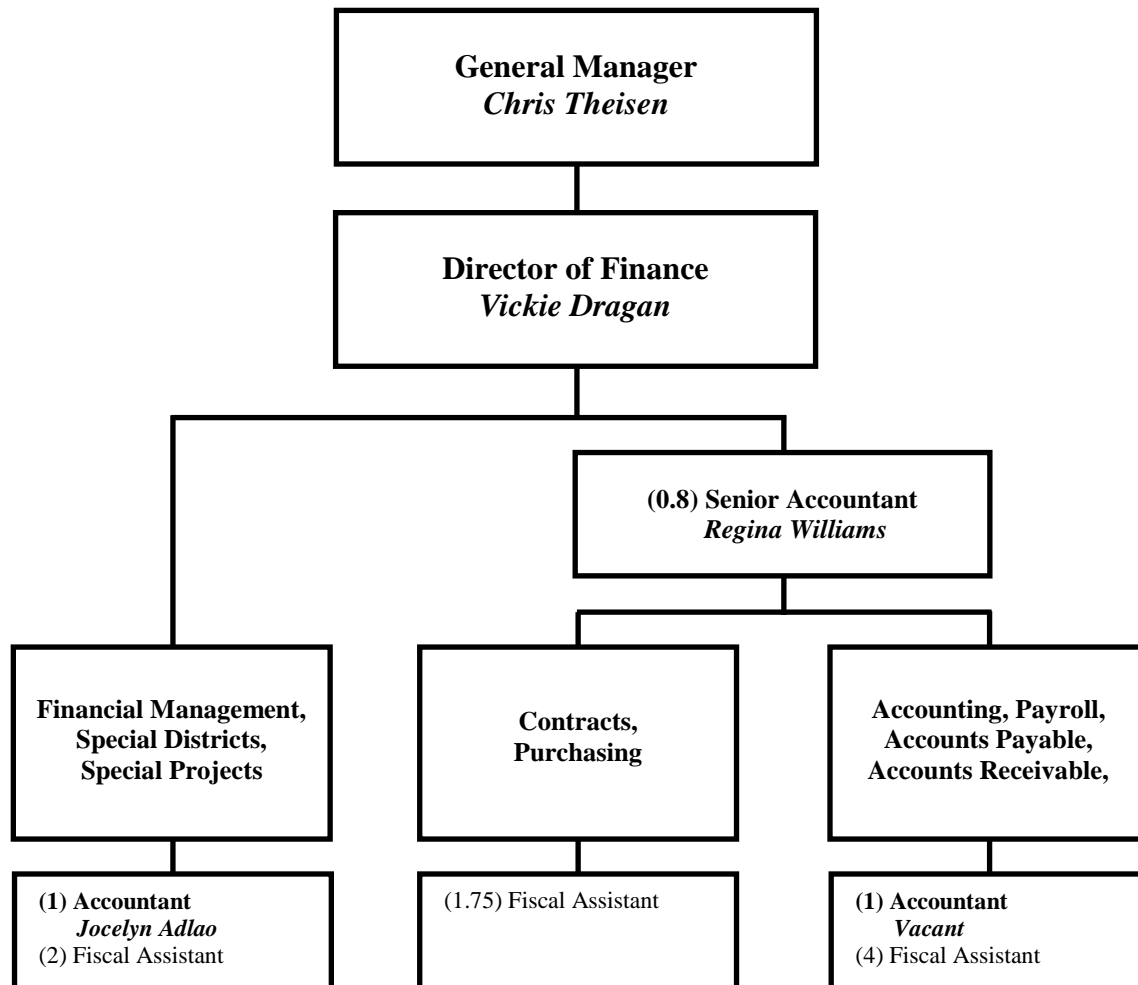 General Manager
Chris Theisen
Director of Finance
Vickie Dragan
(0.8) Senior Accountant
Regina Williams
Financial Management,
Special Districts,
Special Projects
Contracts,
Purchasing
Accounting, Payroll,
Accounts Payable,
Accounts Receivable,
(1) Accountant
Jocelyn Adlao
(2) Fiscal Assistant
(1.75) Fiscal Assistant
(1) Accountant
Vacant
(4) Fiscal Assistant